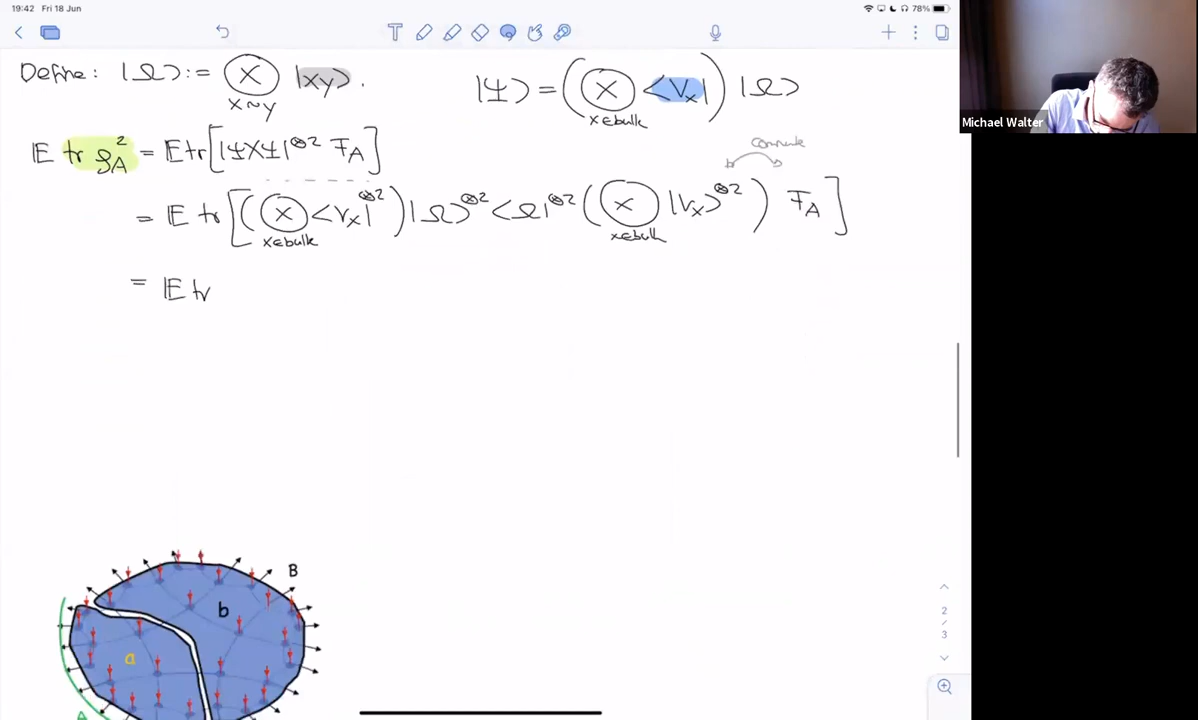 19:42 Fri 18 Jun
78%
Define: |Ω⟩ := ⊗_{x~y} |xy⟩.
|Ψ⟩ = (⊗_{x∈bulk} ⟨V_x|) |Ω⟩
𝔼 tr ρ_A^2 = 𝔼 tr[|Ψ⟩⟨Ψ|^{⊗2} F_A]
commute
= 𝔼 tr[(⊗_{x∈bulk} ⟨V_x|^{⊗2}) |Ω⟩^{⊗2} ⟨Ω|^{⊗2} (⊗_{x∈bulk} |V_x⟩^{⊗2}) F_A]
= 𝔼 tr
B
b
a
A
Michael Walter
2
/
3